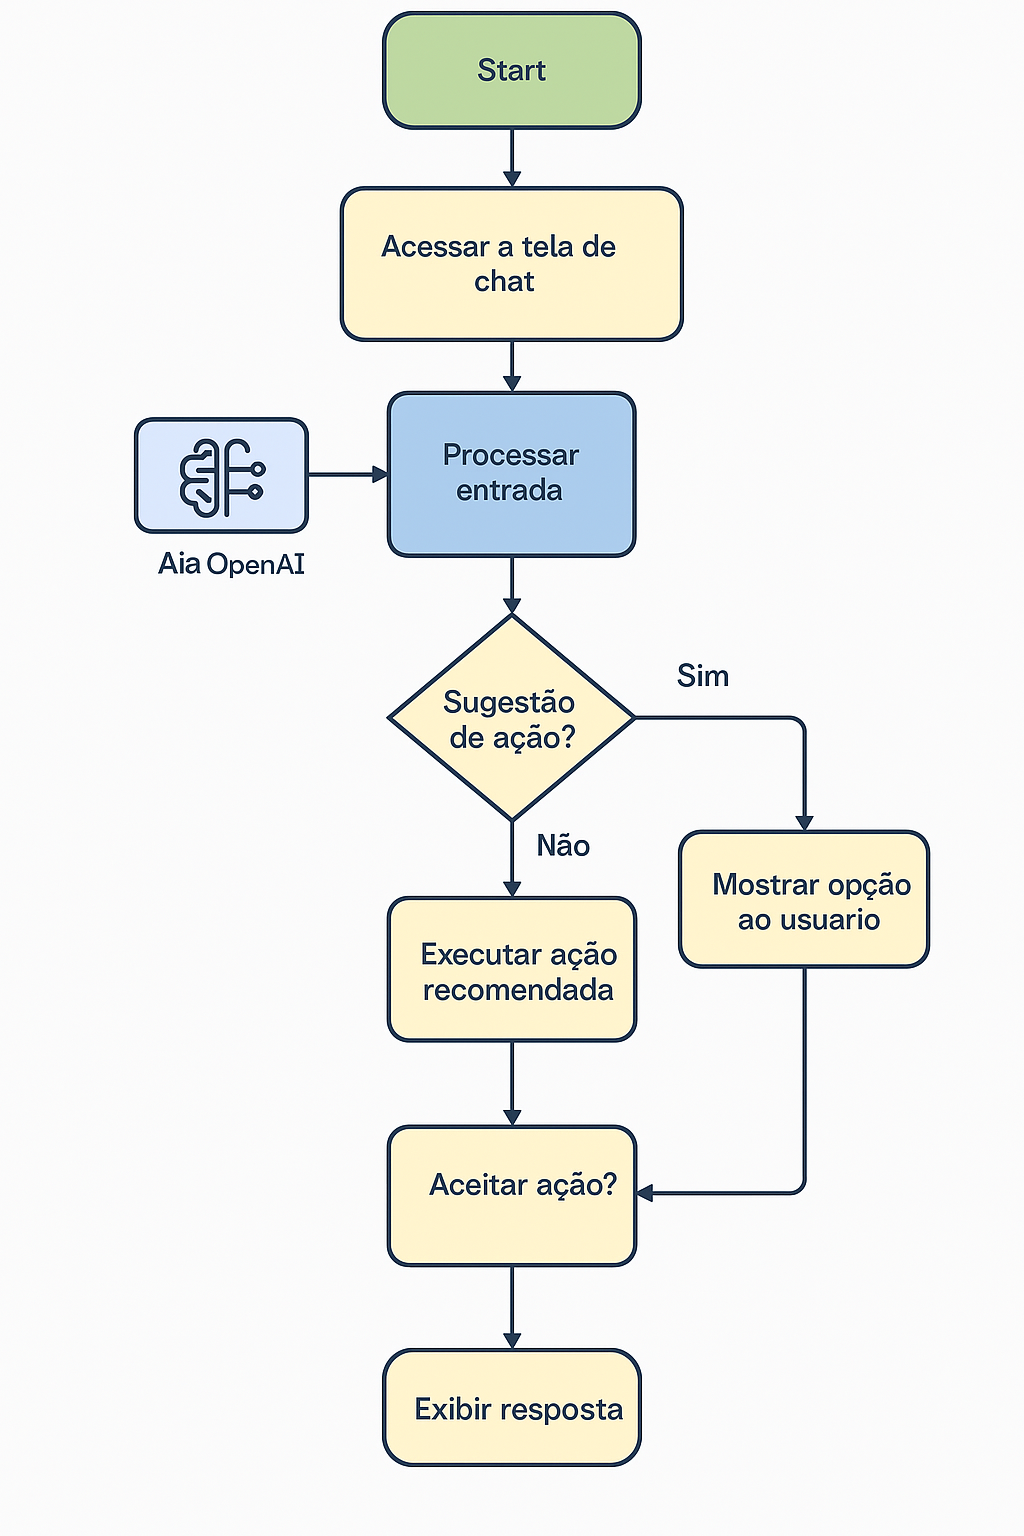 Start
Acessar a tela de
chat
Processar
entrada
Aia OpenAI
Sugestão
de ação?
Sim
Não
Mostrar opção
ao usuario
Executar ação
recomendada
Aceitar ação?
Exibir resposta